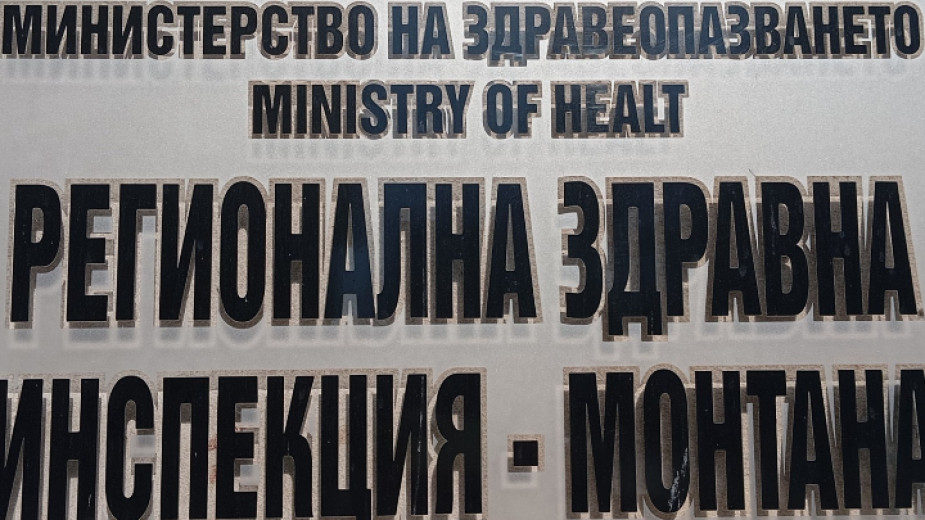 МИНИСТЕРСТВО НА ЗДРАВЕОПАЗВАНЕТО
MINISTRY OF HEALT
РЕГИОНАЛНА ЗДРАВНА
ИНСПЕКЦИЯ - МОНТАНА